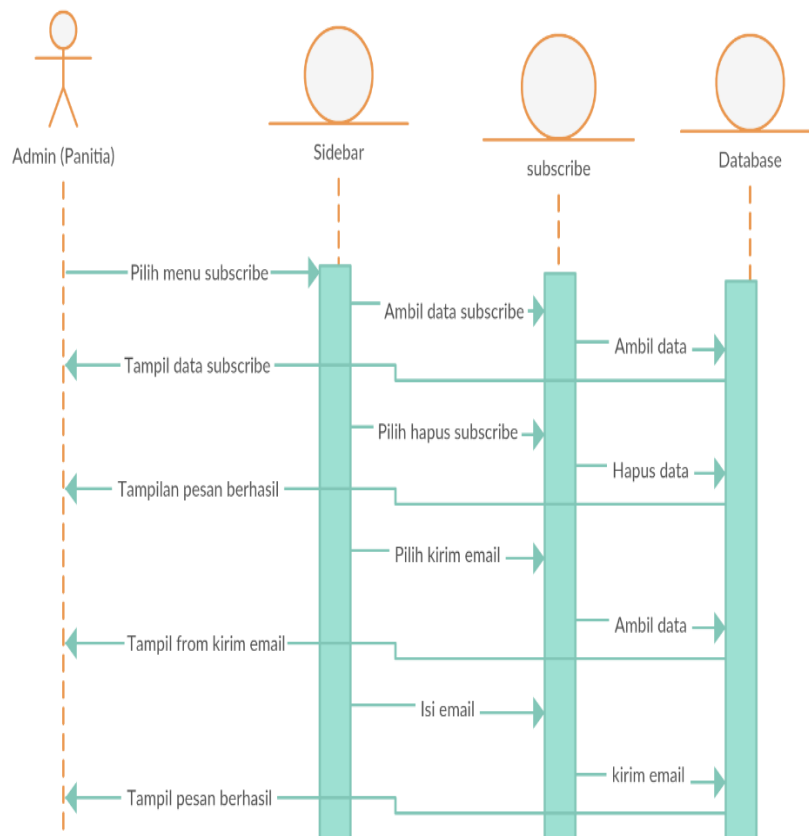 Admin (Panitia)
Sidebar
subscribe
Database
Pilih menu subscribe
Ambil data subscribe
Ambil data
Tampil data subscribe
Pilih hapus subscribe
Hapus data
Tampilan pesan berhasil
Pilih kirim email
Ambil data
Tampil from kirim email
Isi email
kirim email
Tampil pesan berhasil